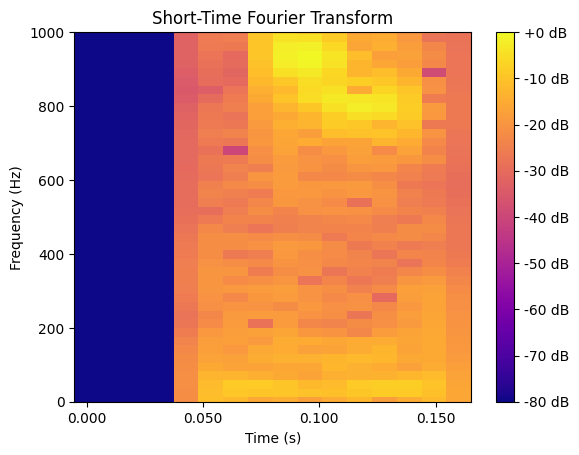 Short-Time Fourier Transform
1000
800
600
400
200
0
Frequency (Hz)
0.000
0.050
0.100
0.150
Time (s)
+0 dB
-10 dB
-20 dB
-30 dB
-40 dB
-50 dB
-60 dB
-70 dB
-80 dB